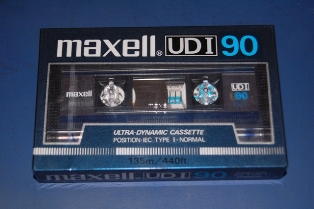 maxell® UD I 90
maxell UD I
90
ULTRA-DYNAMIC CASSETTE
POSITION·IEC TYPE I·NORMAL
135m/440ft
maxell UD I 90